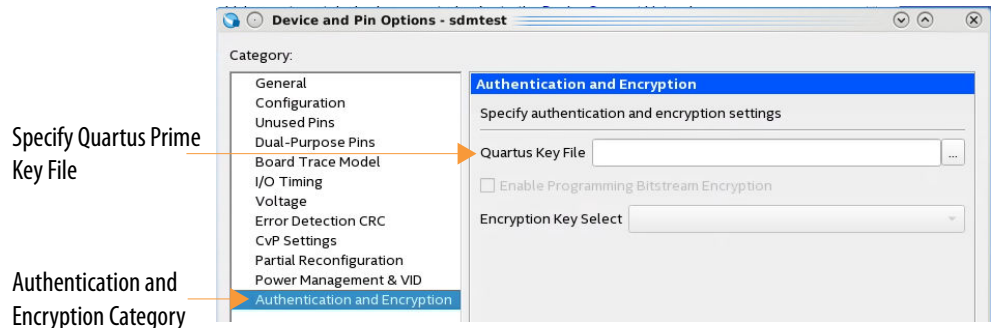 Device and Pin Options - sdmtest
Category:
General
Configuration
Unused Pins
Dual-Purpose Pins
Board Trace Model
I/O Timing
Voltage
Error Detection CRC
CvP Settings
Partial Reconfiguration
Power Management & VID
Authentication and Encryption
Authentication and Encryption
Specify authentication and encryption settings
Quartus Key File
...
Enable Programming Bitstream Encryption
Encryption Key Select
Specify Quartus Prime
Key File
Authentication and
Encryption Category